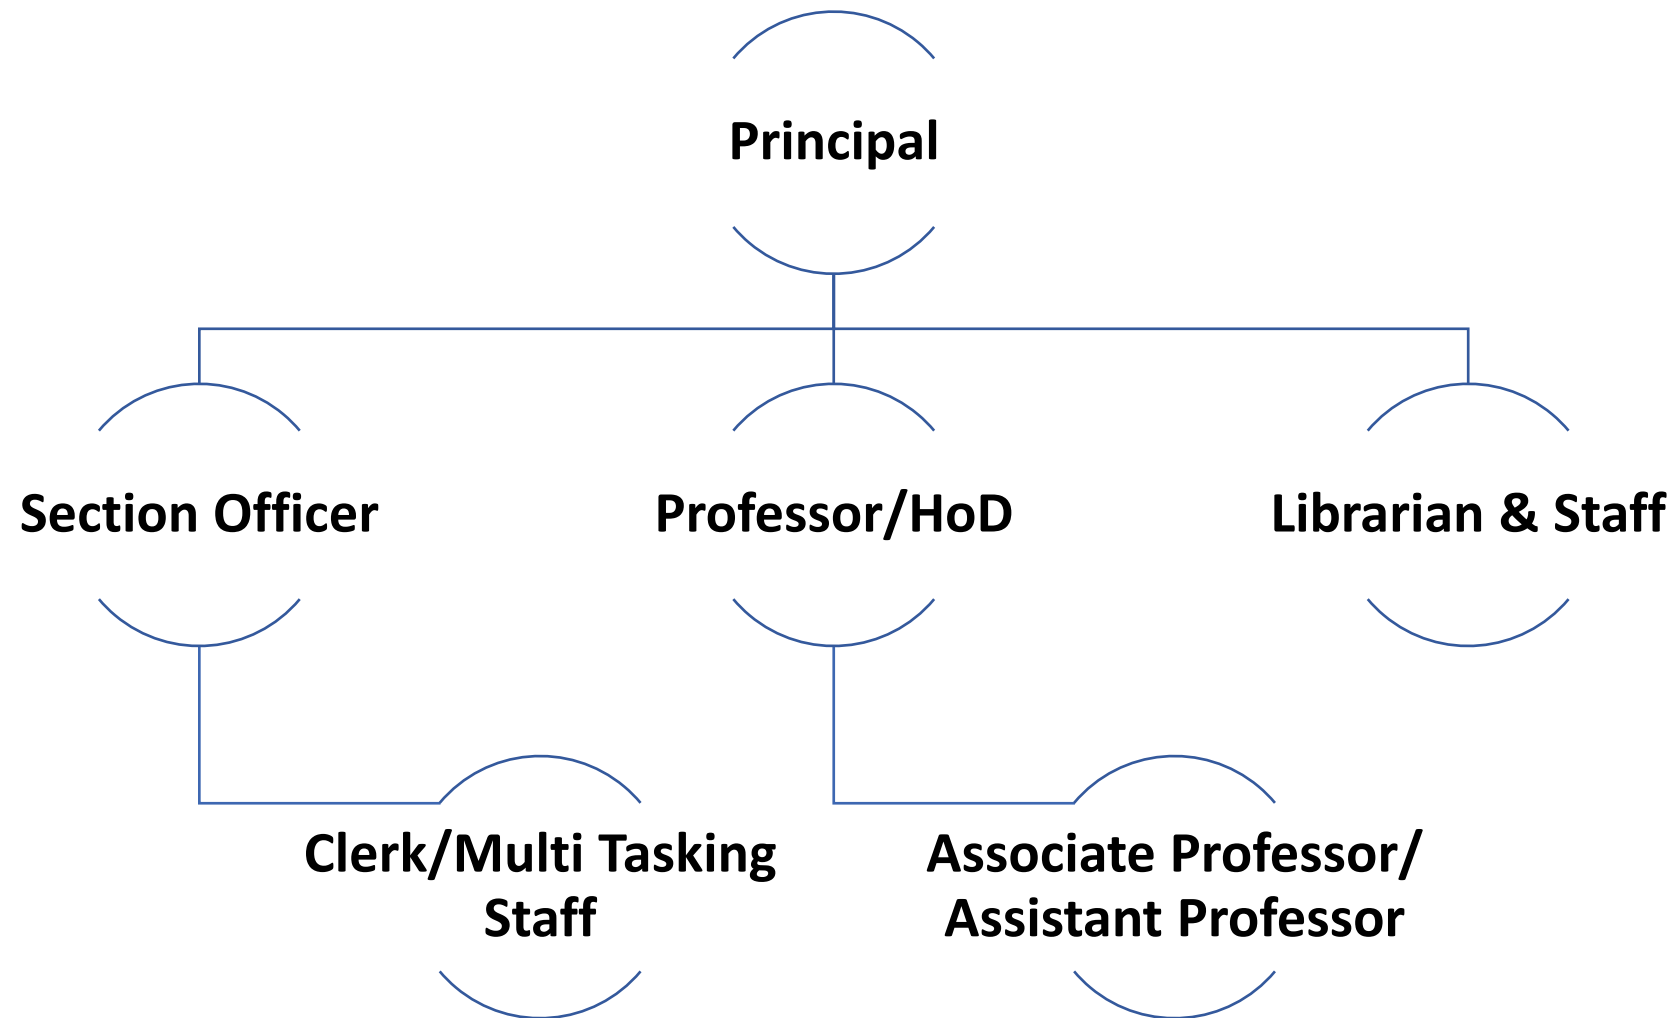 Principal
Section Officer
Professor/HoD
Librarian & Staff
Clerk/Multi Tasking
Staff
Associate Professor/
Assistant Professor